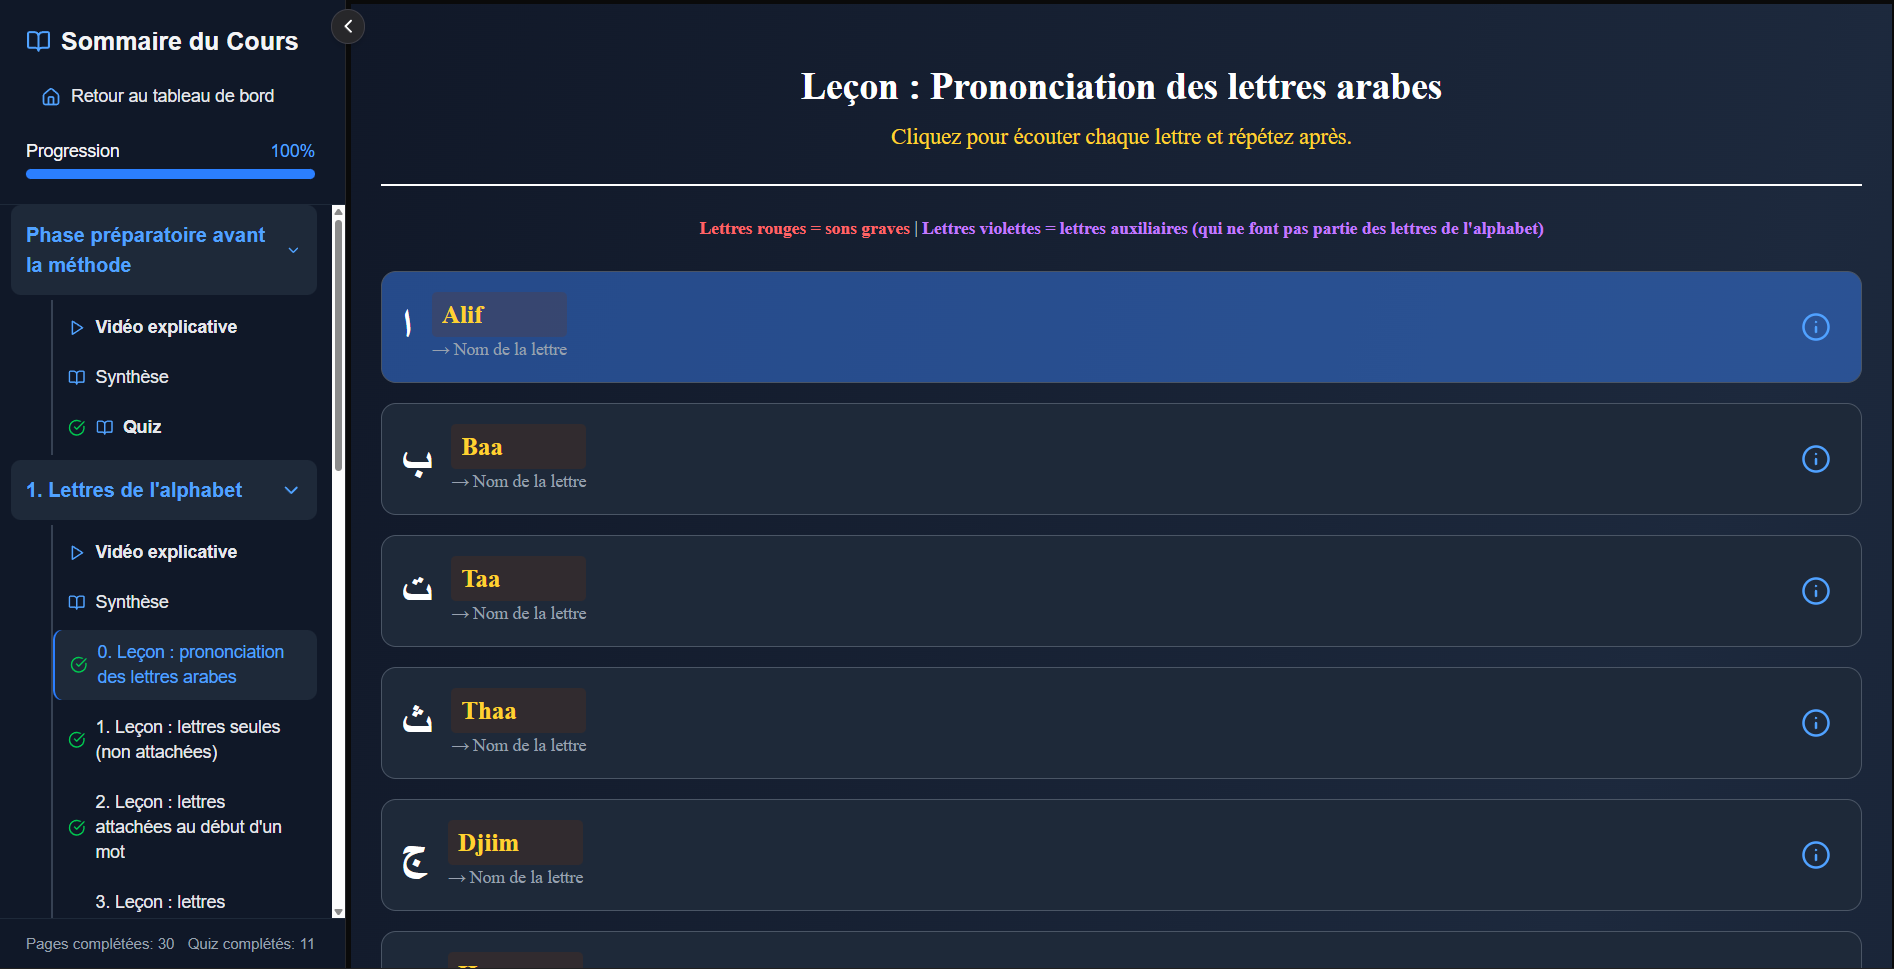 Sommaire du Cours
Retour au tableau de bord
Progression 100%
Phase préparatoire avant
la méthode
Vidéo explicative
Synthèse
Quiz
1. Lettres de l'alphabet
Vidéo explicative
Synthèse
0. Leçon : prononciation
des lettres arabes
1. Leçon : lettres seules
(non attachées)
2. Leçon : lettres
attachées au début d'un
mot
3. Leçon : lettres
Pages complétées: 30 Quiz complétés: 11
Leçon : Prononciation des lettres arabes
Cliquez pour écouter chaque lettre et répétez après.
Lettres rouges = sons graves | Lettres violettes = lettres auxiliaires (qui ne font pas partie des lettres de l'alphabet)
ا Alif
→ Nom de la lettre
ب Baa
→ Nom de la lettre
ت Taa
→ Nom de la lettre
ث Thaa
→ Nom de la lettre
ج Djiim
→ Nom de la lettre